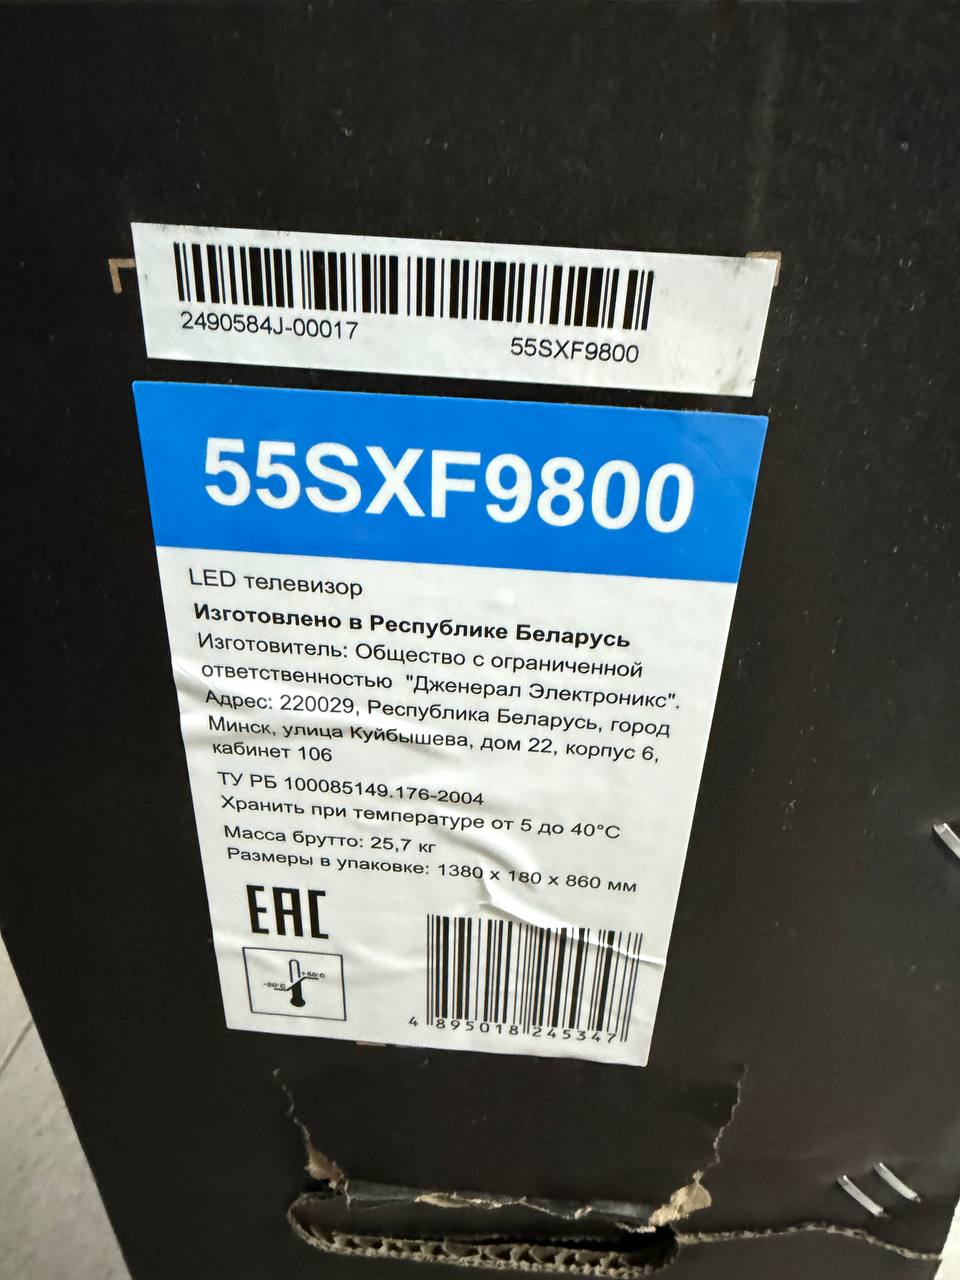 2490584J-00017
55SXF9800
55SXF9800
LED телевизор
Изготовлено в Республике Беларусь
Изготовитель: Общество с ограниченной
ответственностью "Дженерал Электроникс".
Адрес: 220029, Республика Беларусь, город
Минск, улица Куйбышева, дом 22, корпус 6,
кабинет 106
ТУ РБ 100085149.176-2004
Хранить при температуре от 5 до 40°С
Масса брутто: 25,7 кг
Размеры в упаковке: 1380 x 180 x 860 мм
EAC
4 895018 245347